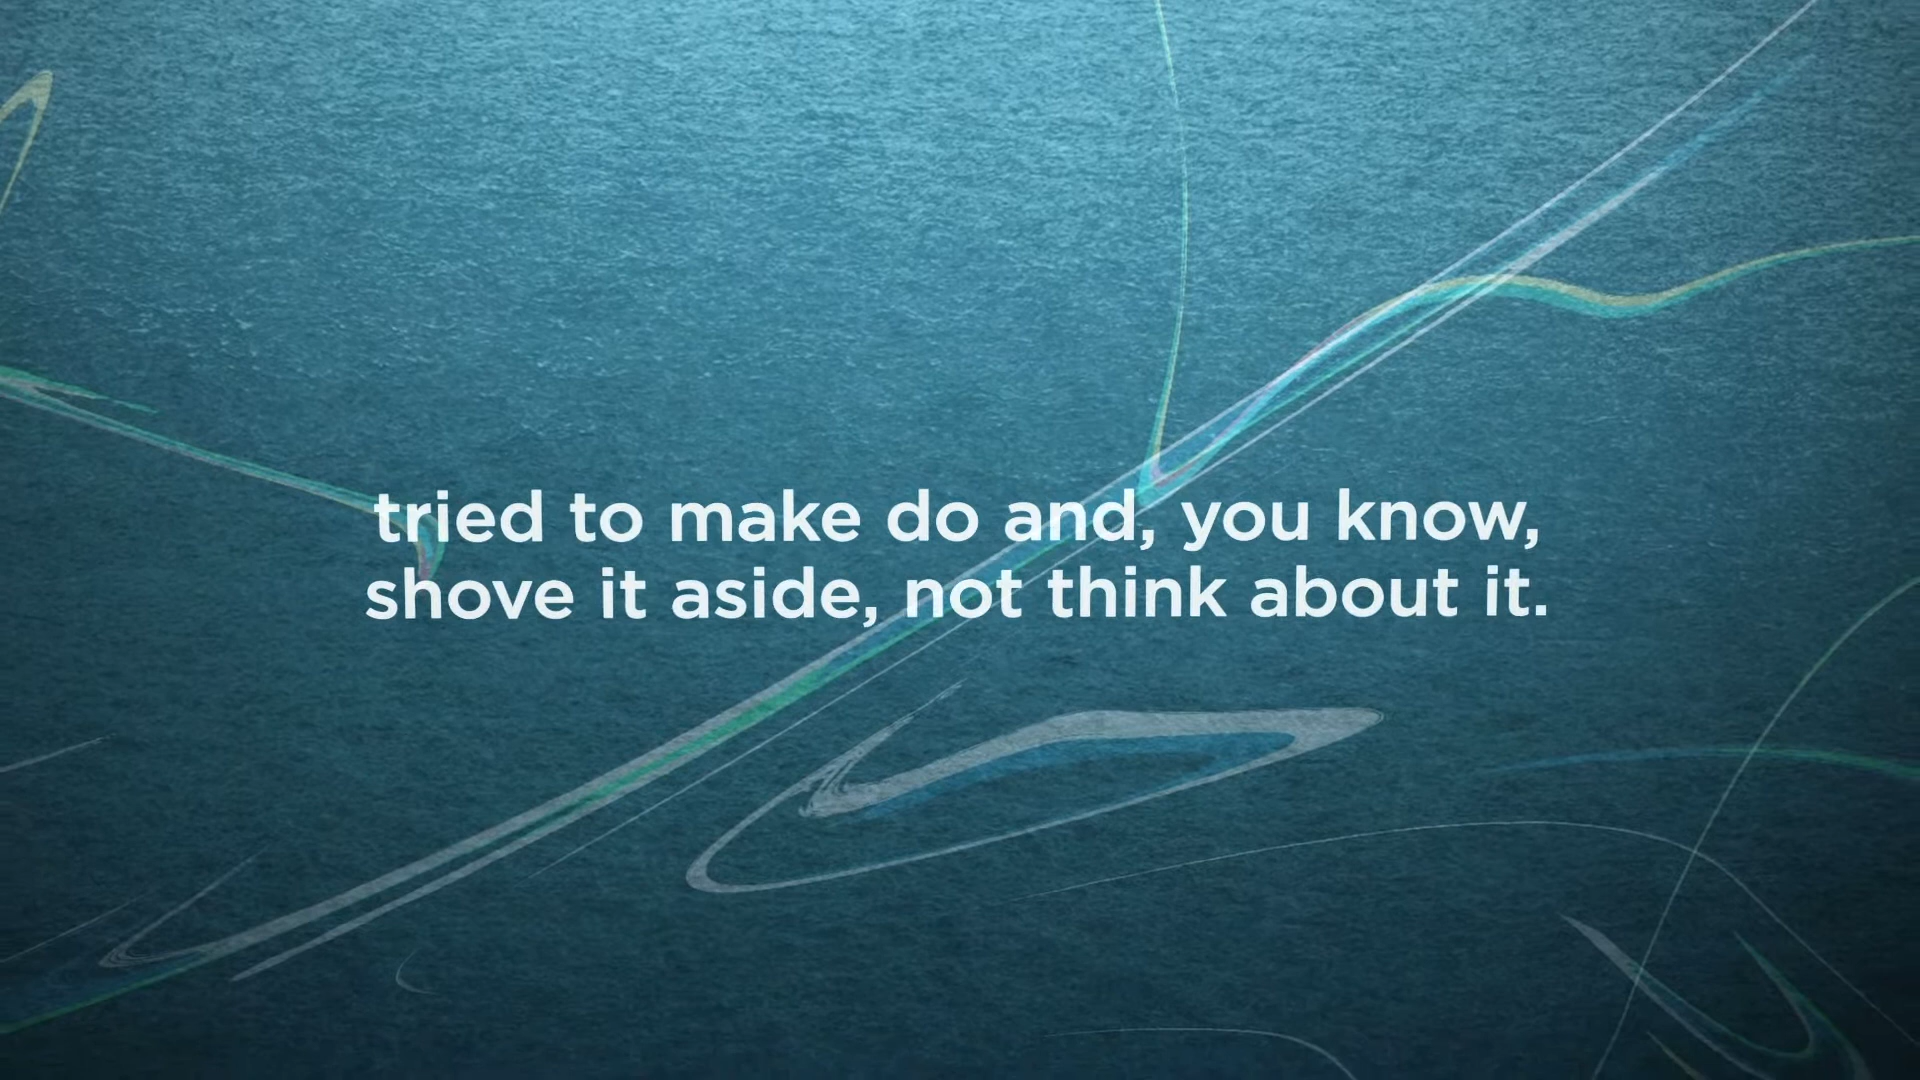 tried to make do and, you know,
shove it aside, not think about it.